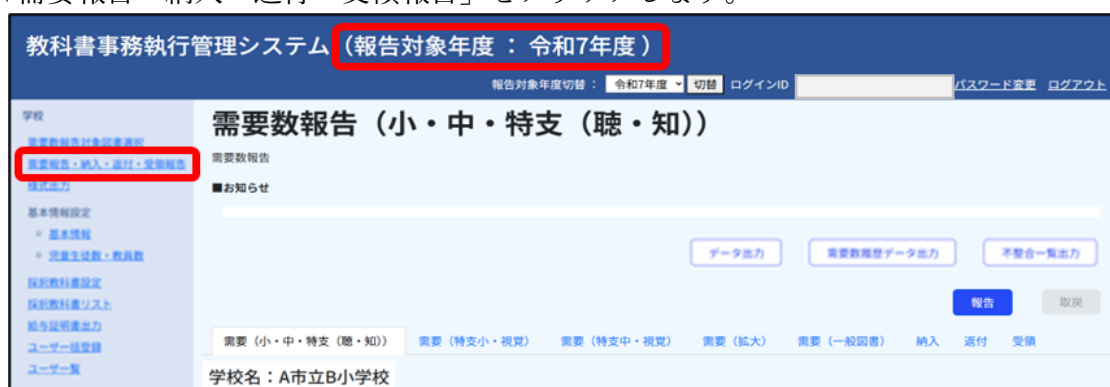 「需要報告・納入・返付・受領報告」をクリックします。
教科書事務執行管理システム（報告対象年度 ： 令和7年度 ）
報告対象年度切替 ： 令和7年度 切替 ログインID パスワード変更 ログアウト
学校
需要数報告対象図書選択
需要報告・納入・返付・受領報告
様式出力
基本情報設定
基本情報
児童生徒数・教員数
採択教科書設定
採択教科書リスト
給与証明書出力
ユーザー括登録
ユーザー覧
需要数報告（小・中・特支（聴・知））
需要数報告
■お知らせ
データ出力 需要数履歴データ出力 不整合一覧出力
報告 取戻
需要（小・中・特支（聴・知）） 需要（特支小・視覚） 需要（特支中・視覚） 需要（拡大） 需要（一般図書） 納入 返付 受領
学校名：A市立B小学校